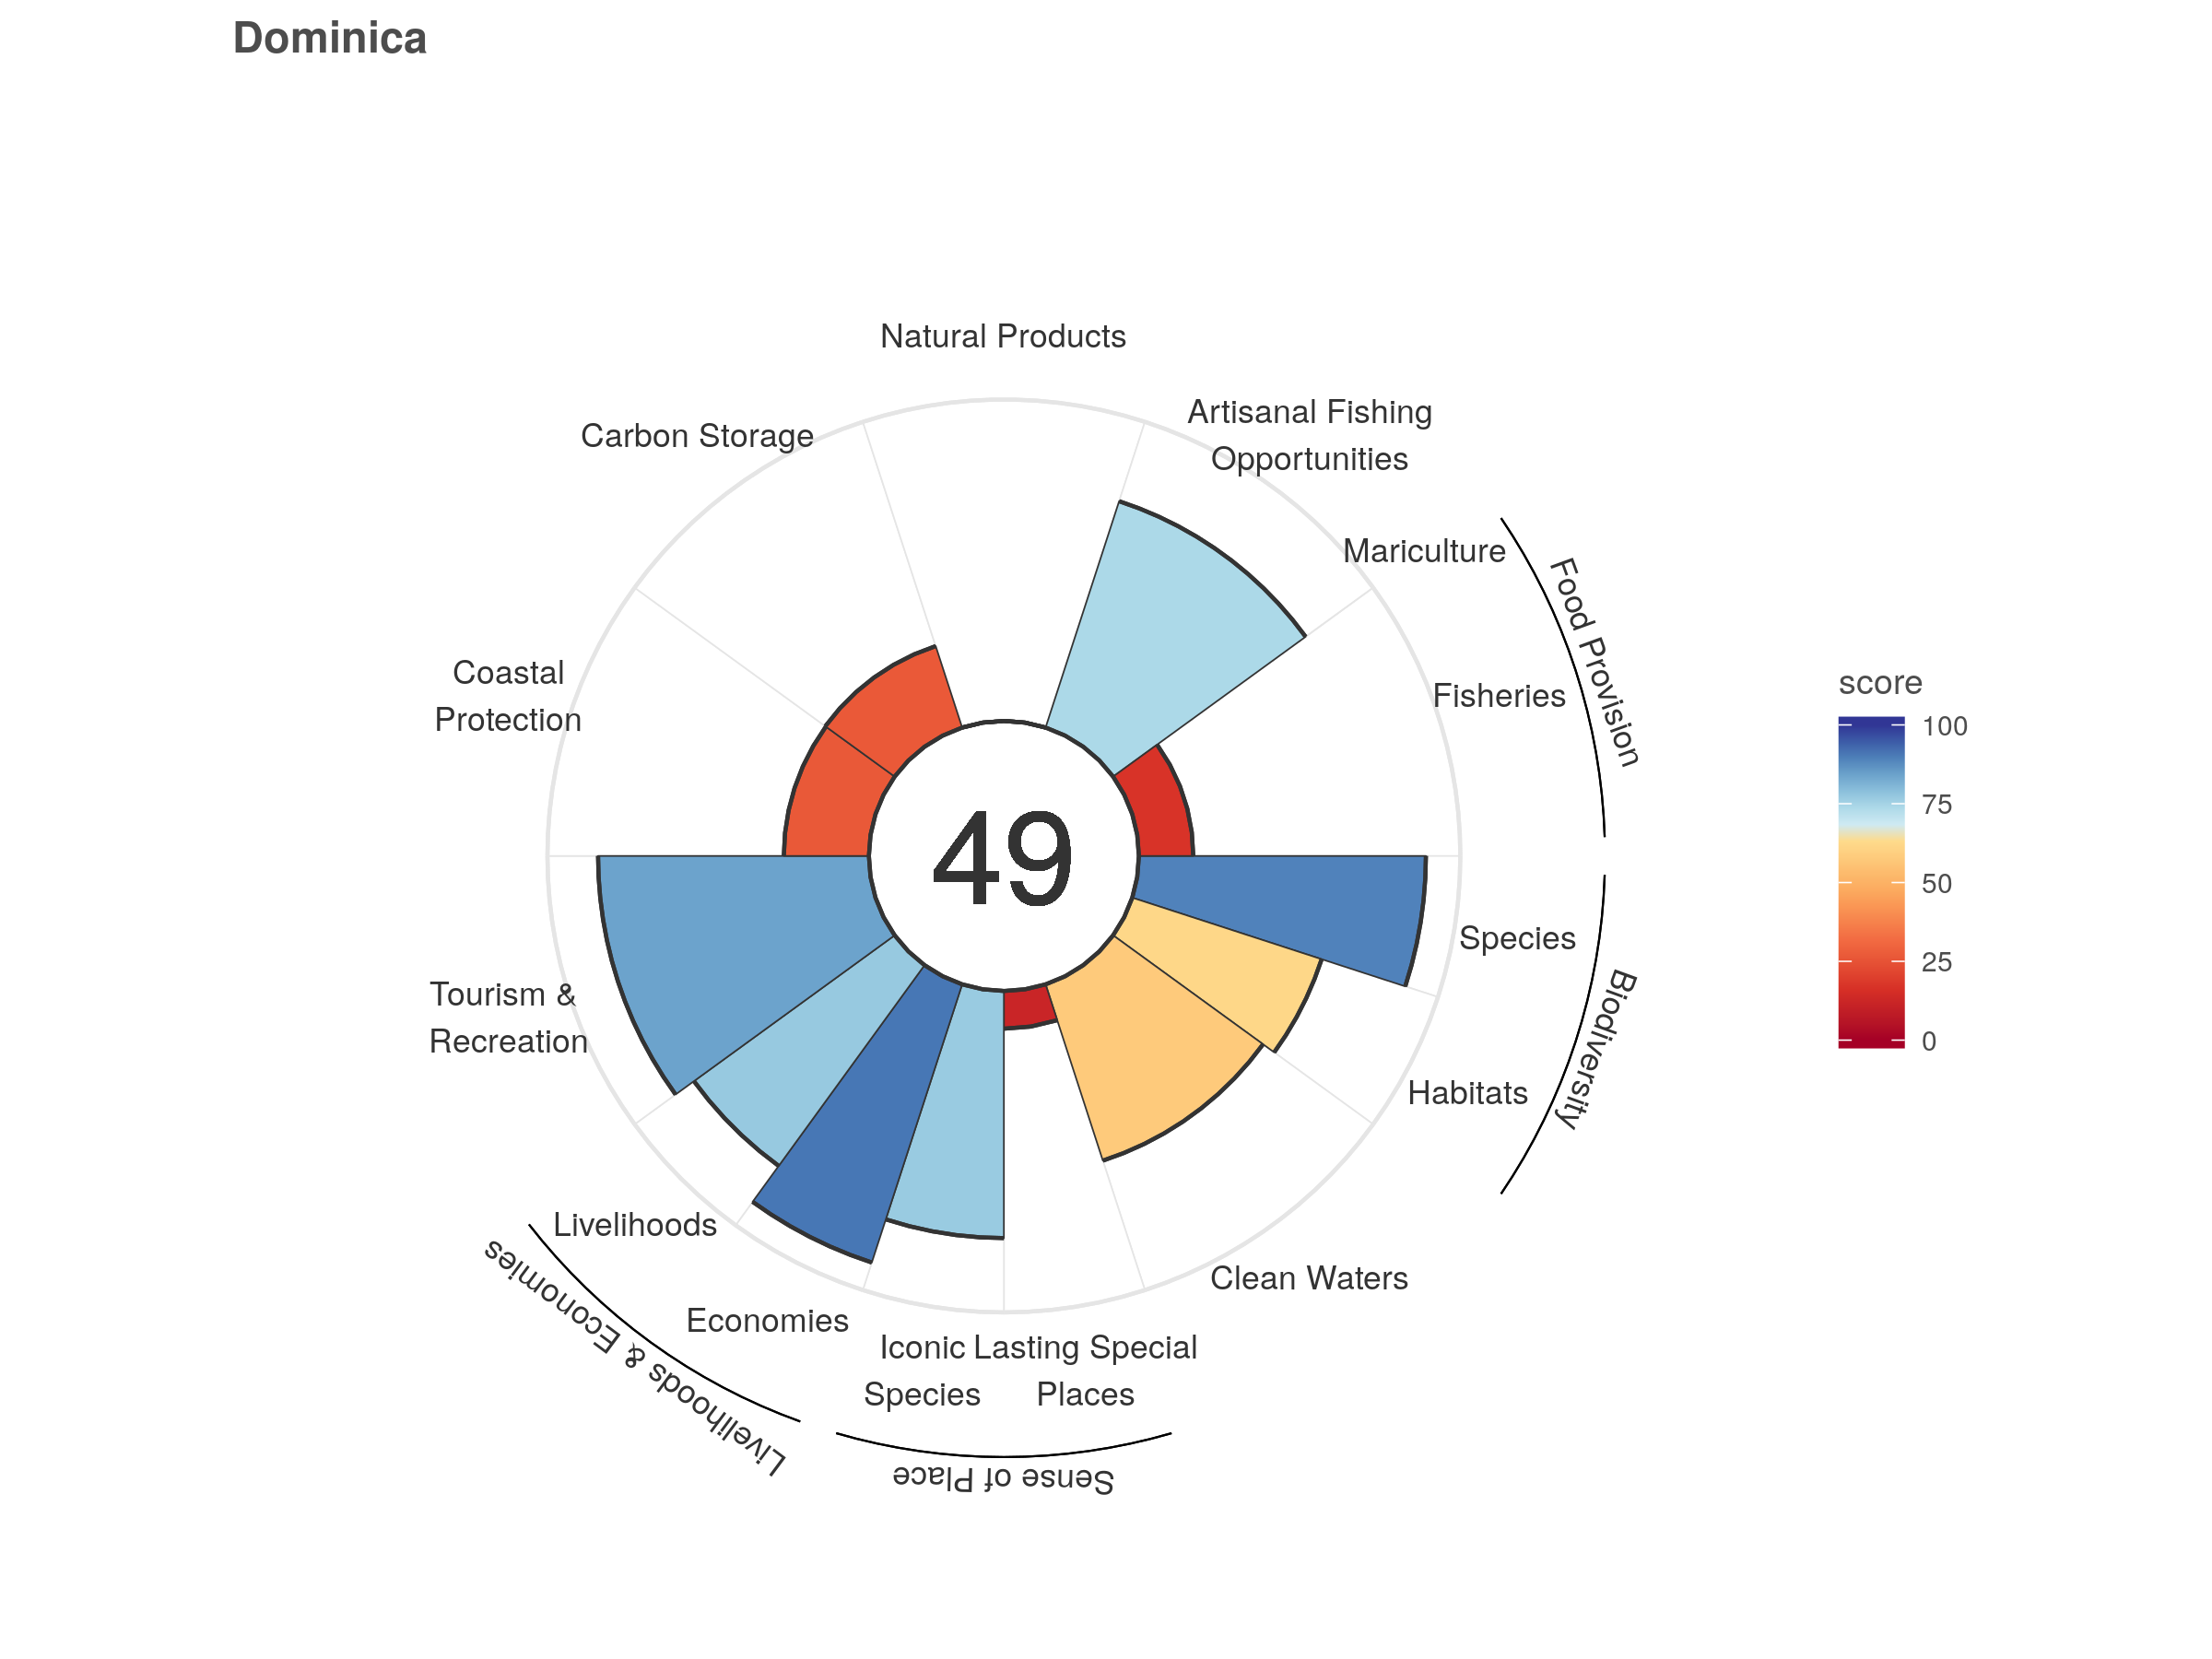 Dominica
Natural Products
Artisanal Fishing
Opportunities
Carbon Storage
Mariculture
Food Provision
Fisheries
Coastal
Protection
49
Species
Biodiversity
Habitats
Tourism &
Recreation
Clean Waters
Livelihoods
Livelihoods & Economies
Economies
Iconic
Species
Lasting Special
Places
Sense of Place
score
100
75
50
25
0